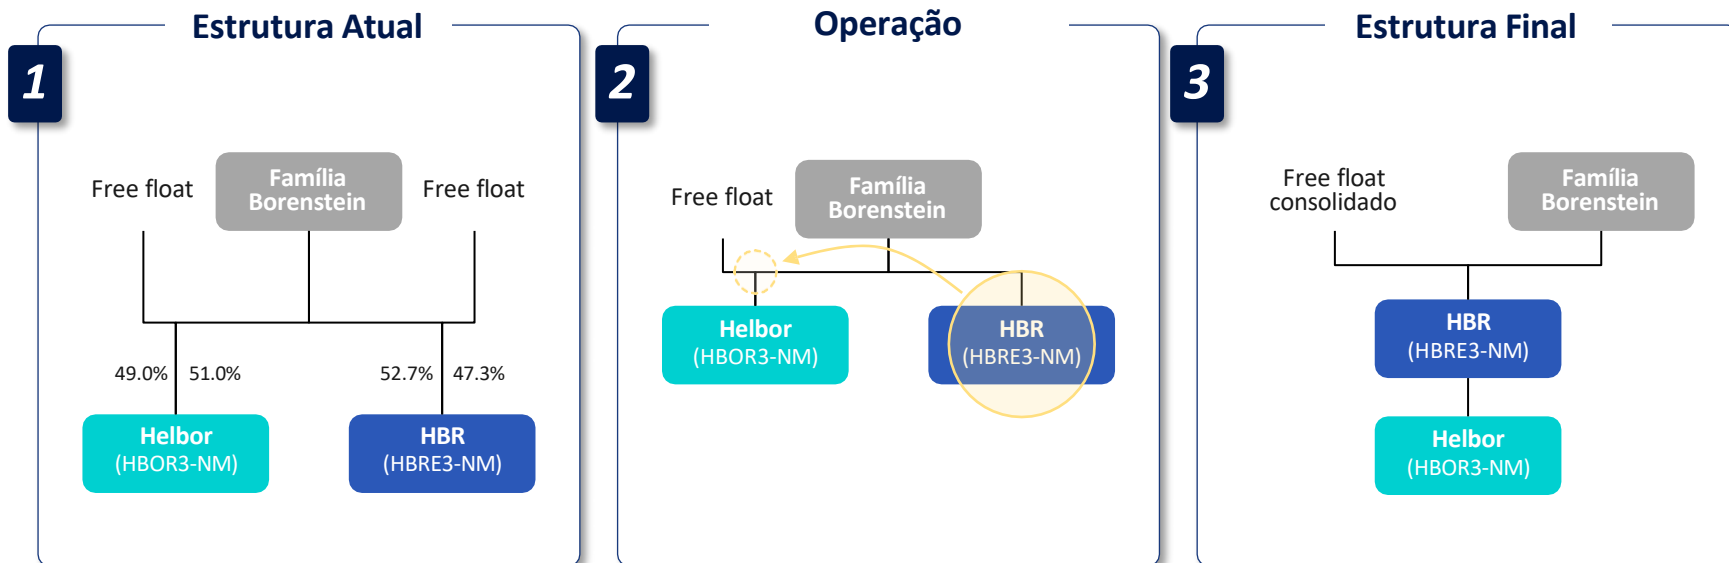 Estrutura Atual
1
Free float
Família
Borenstein
Free float
49.0%
51.0%
52.7%
47.3%
Helbor
(HBOR3-NM)
HBR
(HBRE3-NM)
Operação
2
Free float
Família
Borenstein
Helbor
(HBOR3-NM)
HBR
(HBRE3-NM)
Estrutura Final
3
Free float
consolidado
Família
Borenstein
HBR
(HBRE3-NM)
Helbor
(HBOR3-NM)